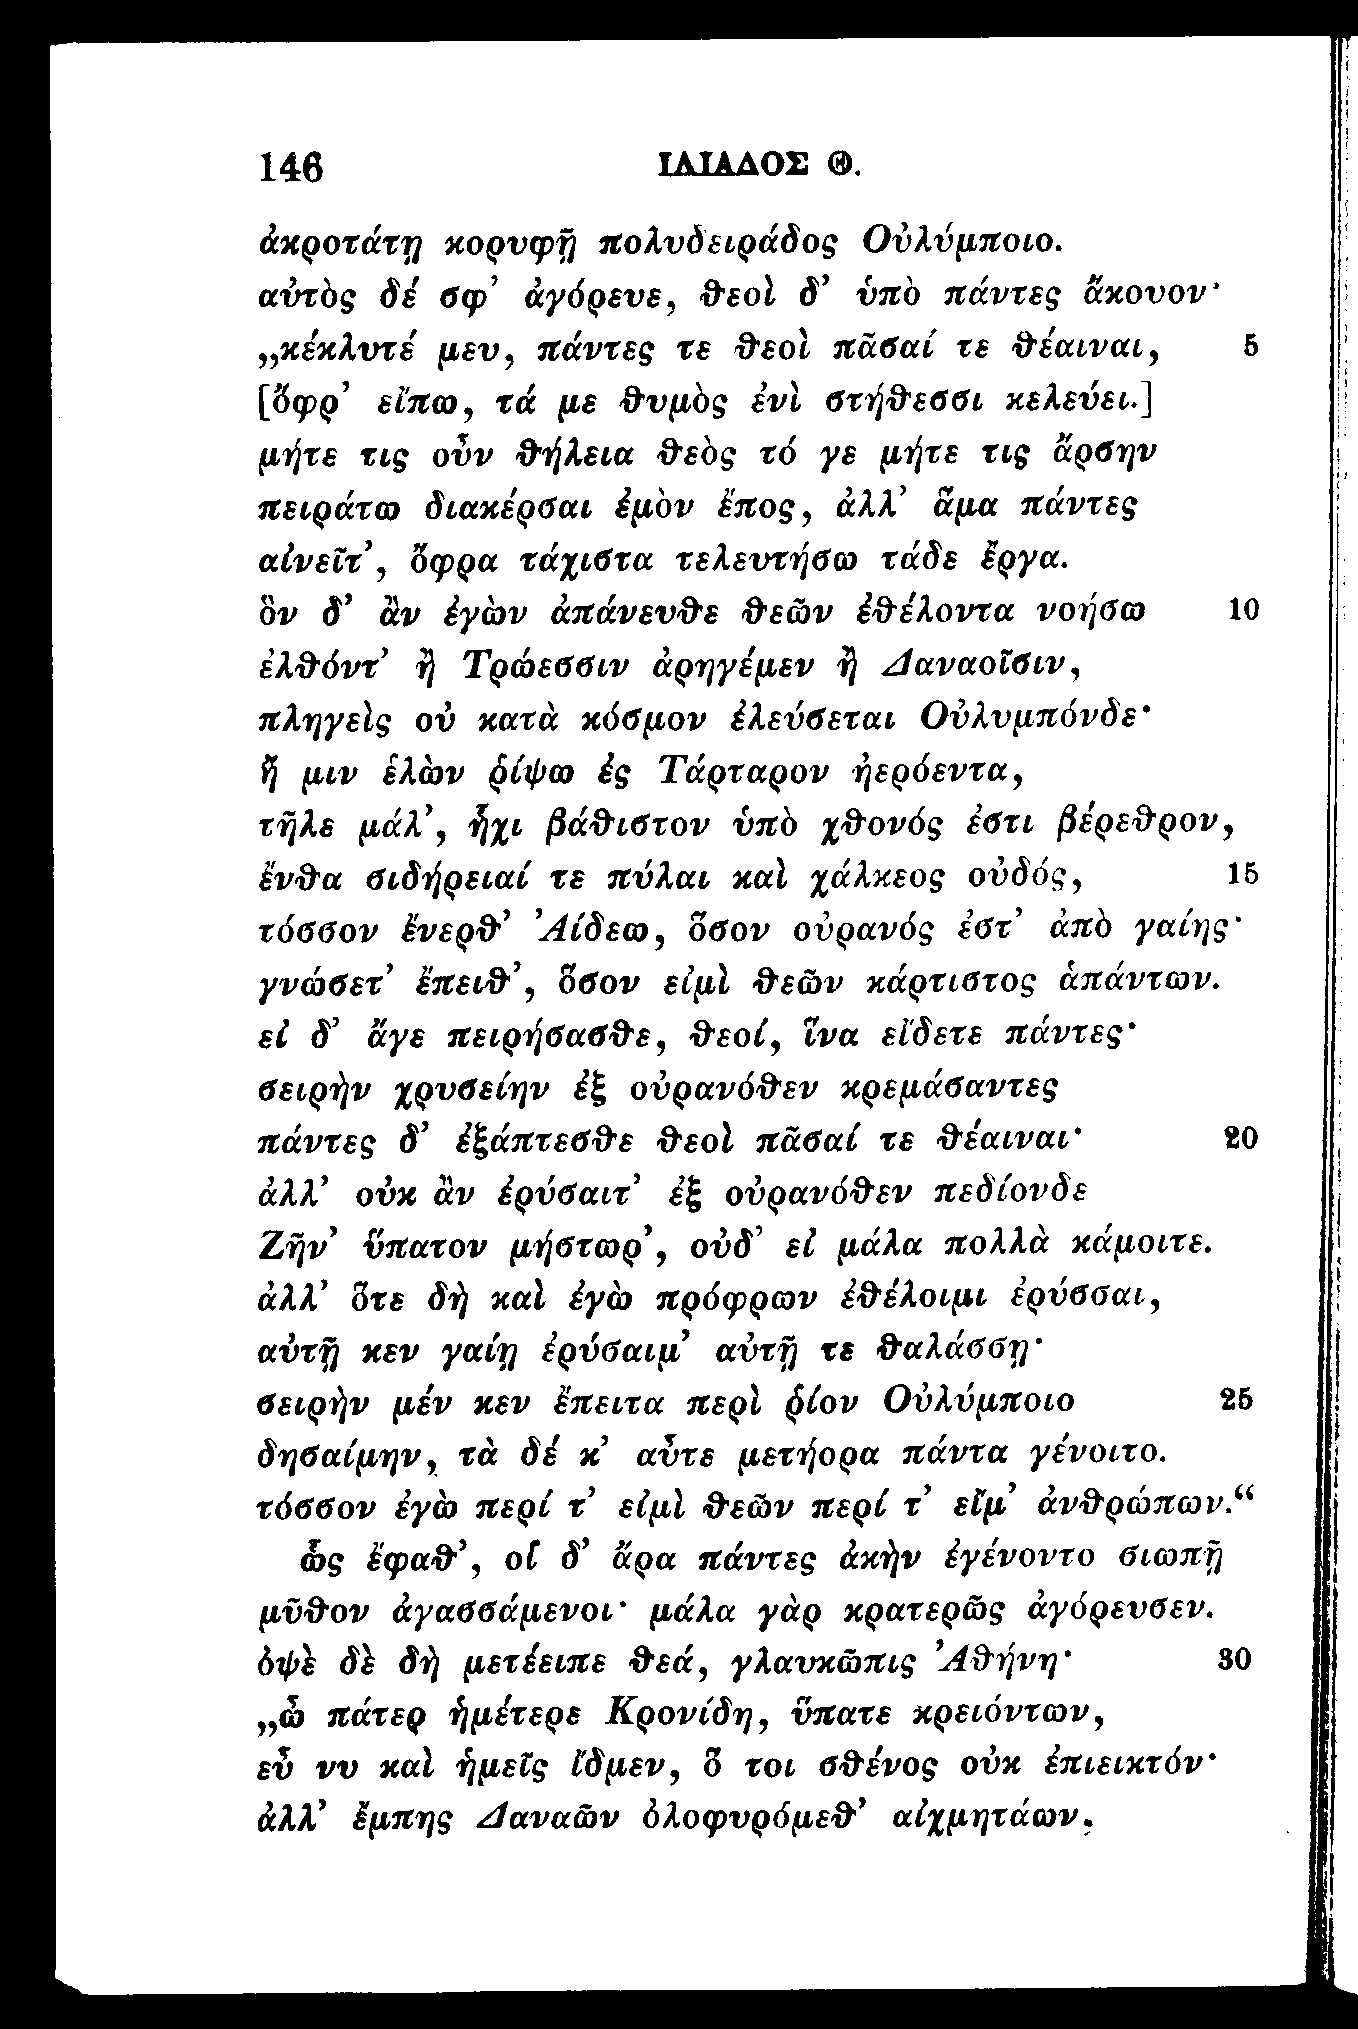 146 ΙΛΙΑΔΟΣ Θ.
ἀκροτάτῃ κορυφῇ πολυδειράδος Οὐλύμποιο.
αὐτὸς δέ σφ’ ἀγόρευε, θεοὶ δ’ ὑπὸ πάντες ἄκουον·
„κέκλυτέ μευ, πάντες τε θεοὶ πᾶσαί τε θέαιναι, 5
[ὄφρ’ εἴπω, τά με θυμὸς ἐνὶ στήθεσσι κελεύει.]
μήτε τις οὖν θήλεια θεὸς τό γε μήτε τις ἄρσην
πειράτω διακέρσαι ἐμὸν ἔπος, ἀλλ’ ἅμα πάντες
αἰνεῖτ’, ὄφρα τάχιστα τελευτήσω τάδε ἔργα.
ὃν δ’ ἂν ἐγὼν ἀπάνευθε θεῶν ἐθέλοντα νοήσω 10
ἐλθόντ’ ἢ Τρώεσσιν ἀρηγέμεν ἢ Δαναοῖσιν,
πληγεὶς οὐ κατὰ κόσμον ἐλεύσεται Οὐλυμπόνδε·
ἤ μιν ἑλὼν ῥίψω ἐς Τάρταρον ἠερόεντα,
τῆλε μάλ’, ἧχι βάθιστον ὑπὸ χθονός ἐστι βέρεθρον,
ἔνθα σιδήρειαί τε πύλαι καὶ χάλκεος οὐδός, 15
τόσσον ἔνερθ’ Ἀίδεω, ὅσον οὐρανός ἐστ’ ἀπὸ γαίης·
γνώσετ’ ἔπειθ’, ὅσον εἰμὶ θεῶν κάρτιστος ἁπάντων.
εἰ δ’ ἄγε πειρήσασθε, θεοί, ἵνα εἴδετε πάντες·
σειρὴν χρυσείην ἐξ οὐρανόθεν κρεμάσαντες
πάντες δ’ ἐξάπτεσθε θεοὶ πᾶσαί τε θέαιναι· 20
ἀλλ’ οὐκ ἂν ἐρύσαιτ’ ἐξ οὐρανόθεν πεδίονδε
Ζῆν’ ὕπατον μήστωρ’, οὐδ’ εἰ μάλα πολλὰ κάμοιτε.
ἀλλ’ ὅτε δὴ καὶ ἐγὼ πρόφρων ἐθέλοιμι ἐρύσσαι,
αὐτῇ κεν γαίῃ ἐρύσαιμ’ αὐτῇ τε θαλάσσῃ·
σειρὴν μέν κεν ἔπειτα περὶ ῥίον Οὐλύμποιο 25
δησαίμην, τὰ δέ κ’ αὖτε μετήορα πάντα γένοιτο.
τόσσον ἐγὼ περί τ’ εἰμὶ θεῶν περί τ’ εἴμ’ ἀνθρώπων.“
ὣς ἔφαθ’, οἳ δ’ ἄρα πάντες ἀκὴν ἐγένοντο σιωπῇ
μῦθον ἀγασσάμενοι· μάλα γὰρ κρατερῶς ἀγόρευσεν.
ὀψὲ δὲ δὴ μετέειπε θεά, γλαυκῶπις Ἀθήνη· 30
„ὦ πάτερ ἡμέτερε Κρονίδη, ὕπατε κρειόντων,
εὖ νυ καὶ ἡμεῖς ἴδμεν, ὅ τοι σθένος οὐκ ἐπιεικτόν·
ἀλλ’ ἔμπης Δαναῶν ὀλοφυρόμεθ’ αἰχμητάων,